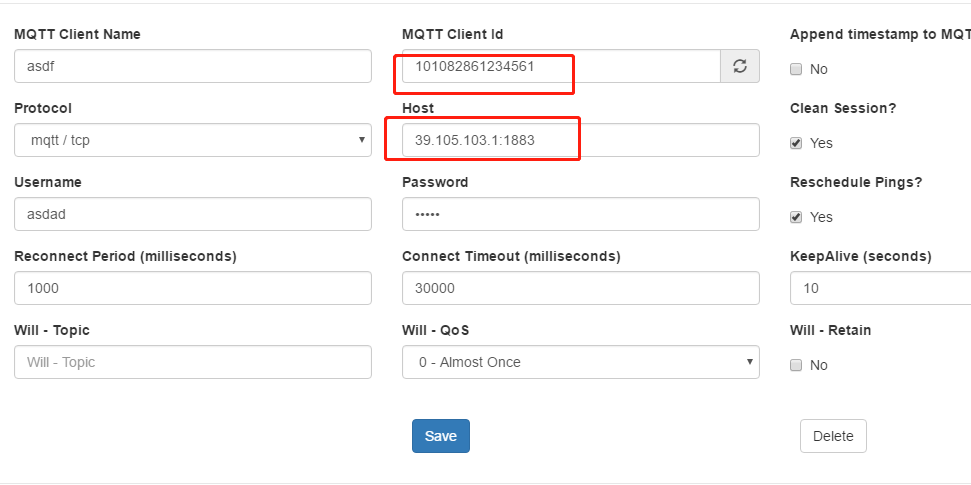 MQTT Client Name
MQTT Client Id
Append timestamp to MQT
asdf
101082861234561
No
Protocol
Host
Clean Session?
mqtt / tcp
39.105.103.1:1883
Yes
Username
Password
Reschedule Pings?
asdad
•••••
Yes
Reconnect Period (milliseconds)
Connect Timeout (milliseconds)
KeepAlive (seconds)
1000
30000
10
Will - Topic
Will - QoS
Will - Retain
Will - Topic
0 - Almost Once
No
Save
Delete